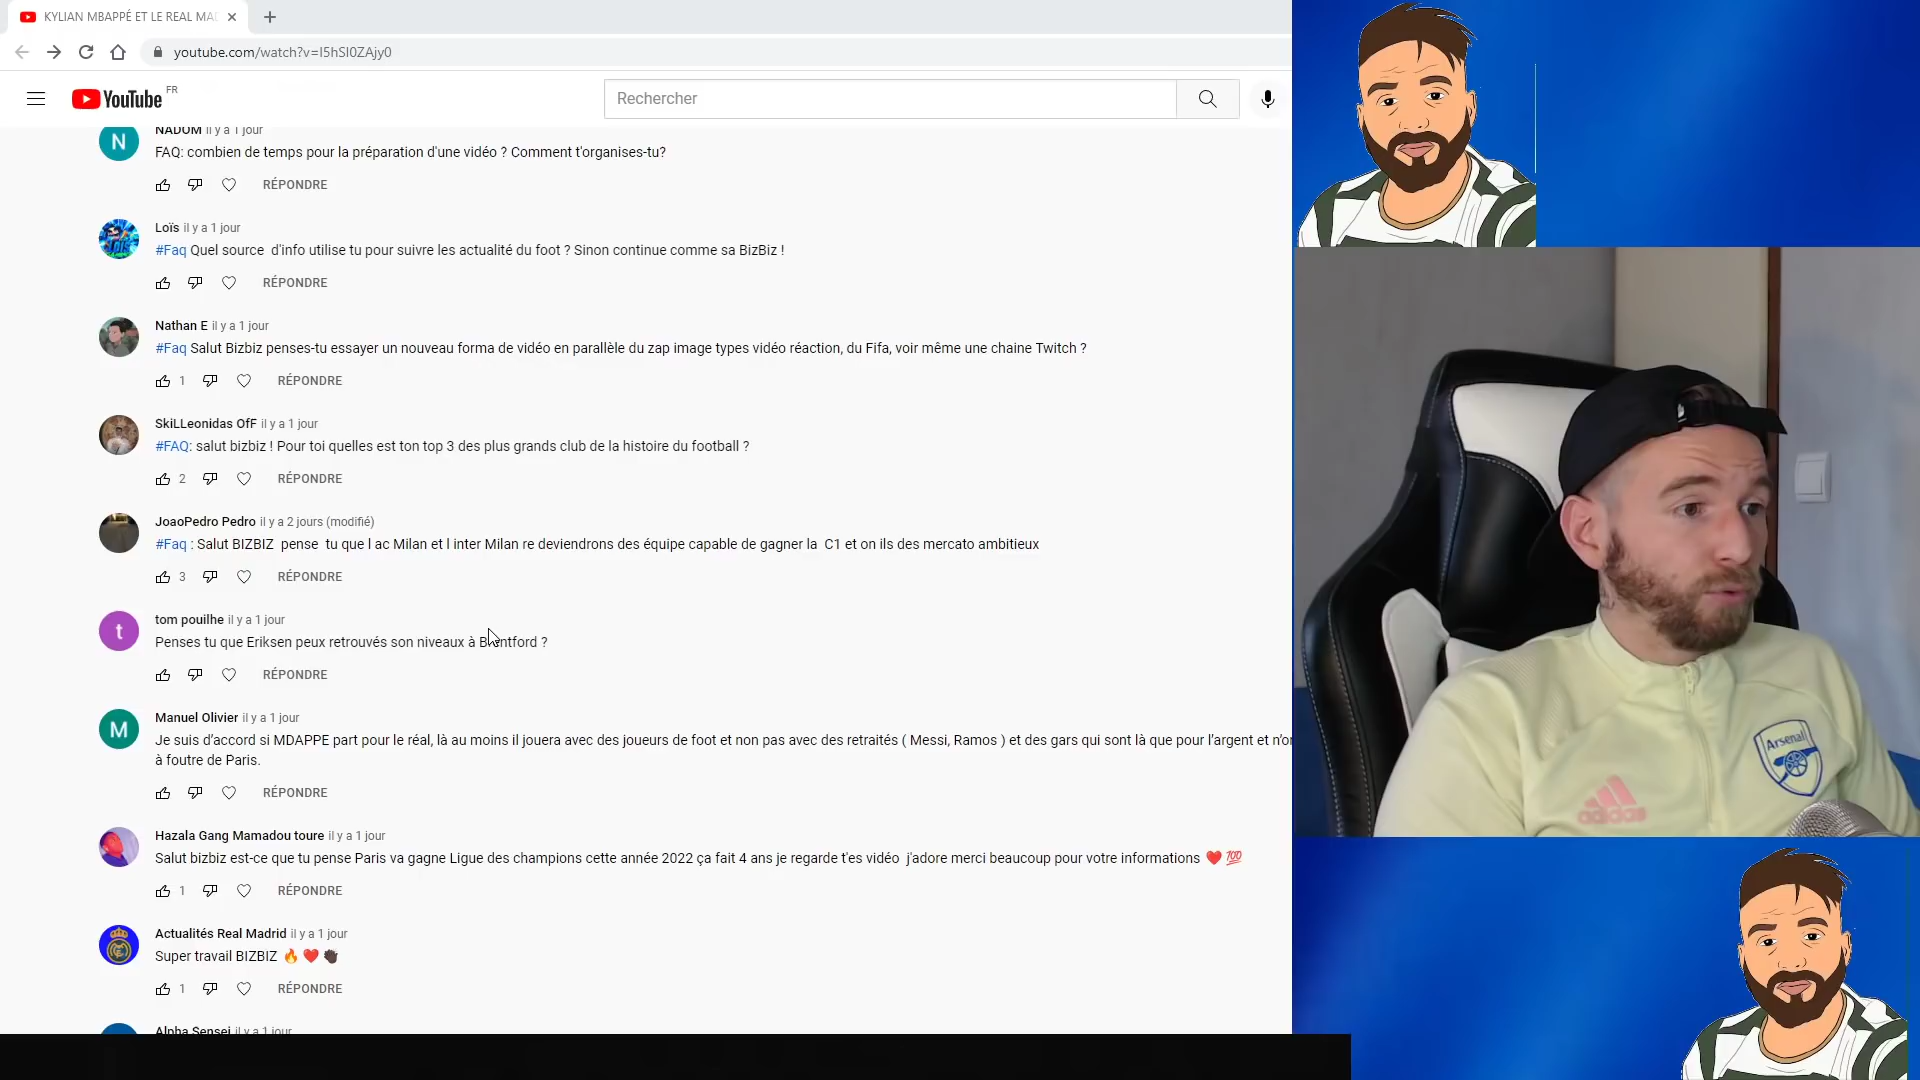 KYLIAN MBAPPÉ ET LE REAL MAD
youtube.com/watch?v=I5hSI0ZAjy0
YouTube FR
Rechercher
NADOM il y a 1 jour
FAQ: combien de temps pour la préparation d'une vidéo ? Comment t'organises-tu?
RÉPONDRE
Loïs il y a 1 jour
#Faq Quel source d'info utilise tu pour suivre les actualité du foot ? Sinon continue comme sa BizBiz !
RÉPONDRE
Nathan E il y a 1 jour
#Faq Salut Bizbiz penses-tu essayer un nouveau forma de vidéo en parallèle du zap image types vidéo réaction, du Fifa, voir même une chaine Twitch ?
1 RÉPONDRE
SkiLLeonidas OfF il y a 1 jour
#FAQ: salut bizbiz ! Pour toi quelles est ton top 3 des plus grands club de la histoire du football ?
2 RÉPONDRE
JoaoPedro Pedro il y a 2 jours (modifié)
#Faq : Salut BIZBIZ pense tu que l ac Milan et l inter Milan re deviendrons des équipe capable de gagner la C1 et on ils des mercato ambitieux
3 RÉPONDRE
t
tom pouilhe il y a 1 jour
Penses tu que Eriksen peux retrouvés son niveaux à Brentford ?
RÉPONDRE
M
Manuel Olivier il y a 1 jour
Je suis d’accord si MDAPPE part pour le réal, là au moins il jouera avec des joueurs de foot et non pas avec des retraités ( Messi, Ramos ) et des gars qui sont là que pour l’argent et n’o
à foutre de Paris.
RÉPONDRE
Hazala Gang Mamadou toure il y a 1 jour
Salut bizbiz est-ce que tu pense Paris va gagne Ligue des champions cette année 2022 ça fait 4 ans je regarde t'es vidéo j'adore merci beaucoup pour votre informations ❤️ 💯
1 RÉPONDRE
Actualités Real Madrid il y a 1 jour
Super travail BIZBIZ 🔥 ❤️ 👏🏿
1 RÉPONDRE
Alpha Sensei il y a 1 jour
N
Arsenal
adidas